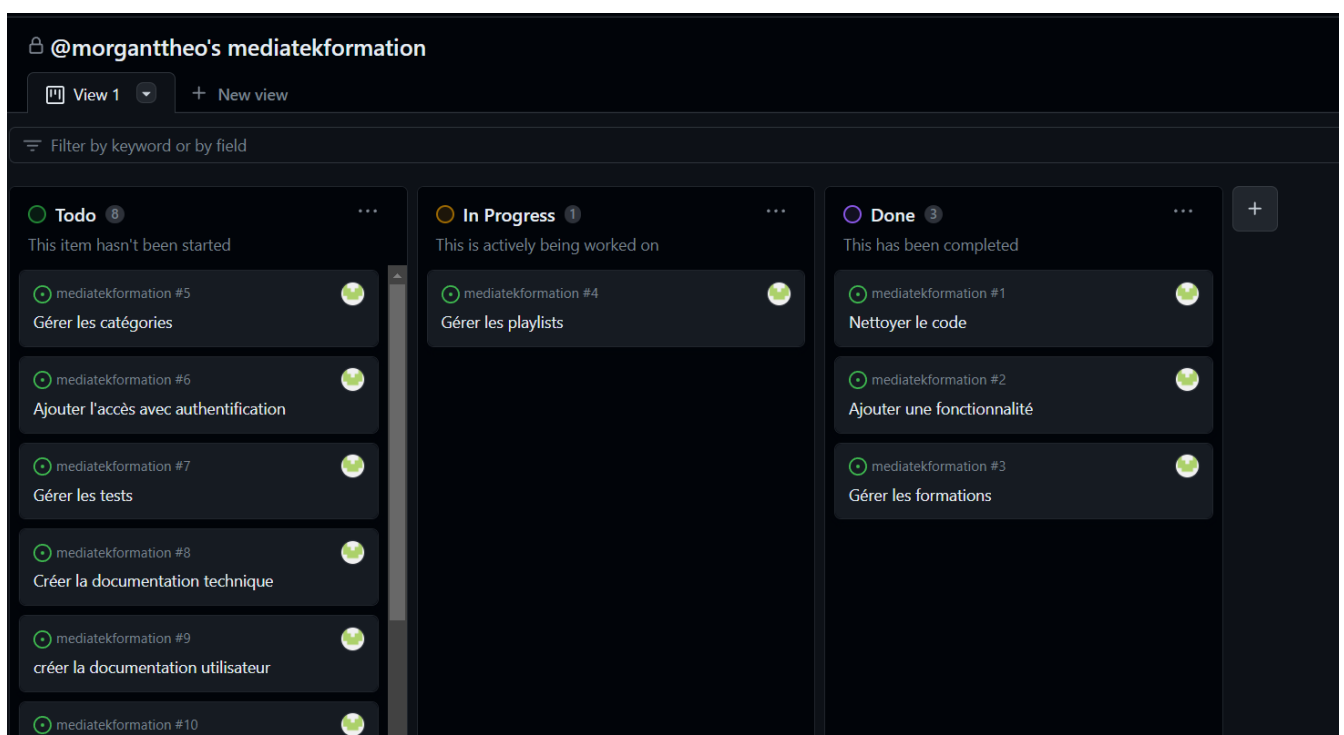 @morganttheo's mediatekformation
View 1
New view
Filter by keyword or by field
Todo 8
This item hasn't been started
mediatekformation #5
Gérer les catégories
mediatekformation #6
Ajouter l'accès avec authentification
mediatekformation #7
Gérer les tests
mediatekformation #8
Créer la documentation technique
mediatekformation #9
créer la documentation utilisateur
mediatekformation #10
In Progress 1
This is actively being worked on
mediatekformation #4
Gérer les playlists
Done 3
This has been completed
mediatekformation #1
Nettoyer le code
mediatekformation #2
Ajouter une fonctionnalité
mediatekformation #3
Gérer les formations